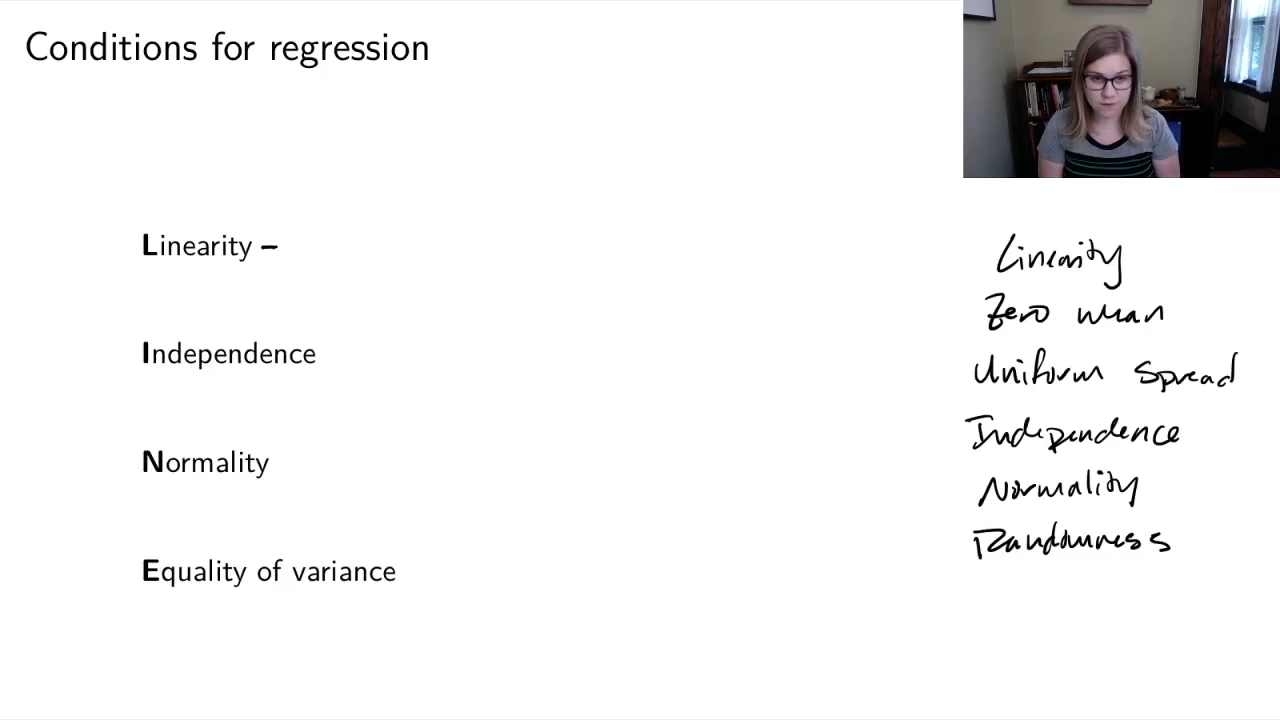 Conditions for regression
Linearity –
Independence
Normality
Equality of variance
Linearity
Zero mean
Uniform spread
Independence
Normality
Randomness